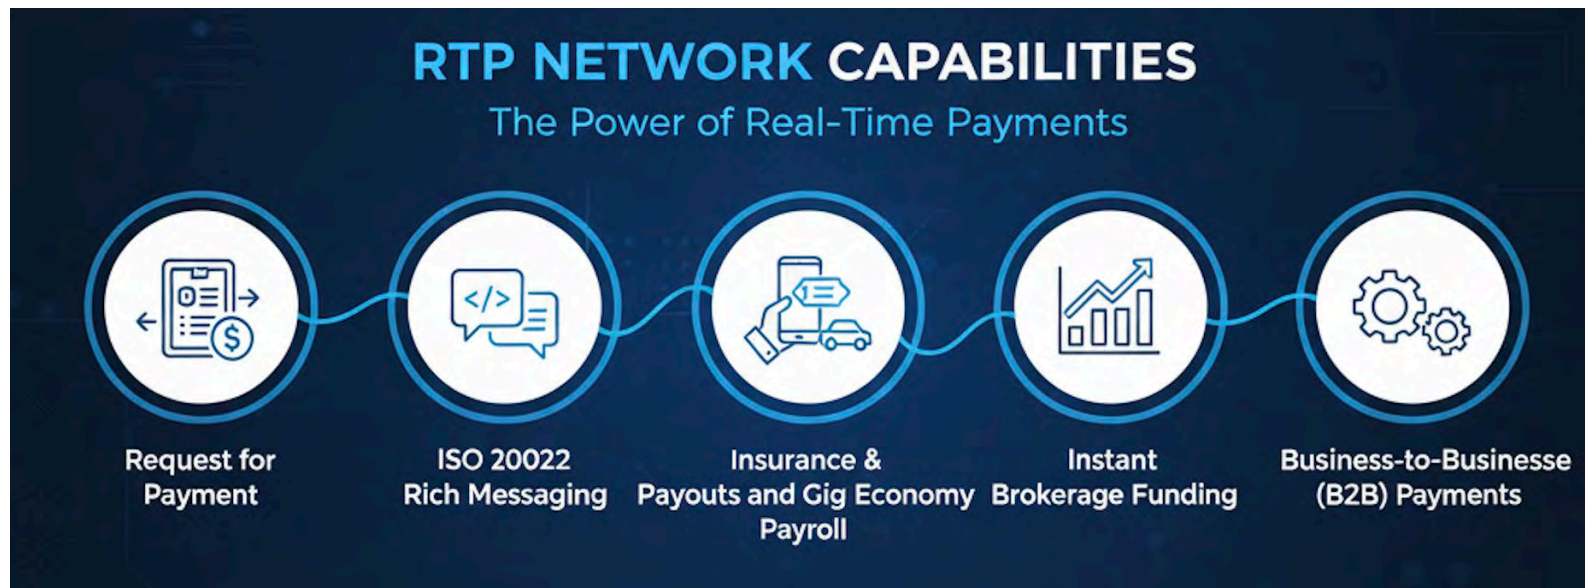 RTP NETWORK CAPABILITIES
The Power of Real-Time Payments
</>
$
Request for
Payment
ISO 20022
Rich Messaging
Insurance &
Payouts and Gig Economy
Payroll
Instant
Brokerage Funding
Business-to-Businesse
(B2B) Payments